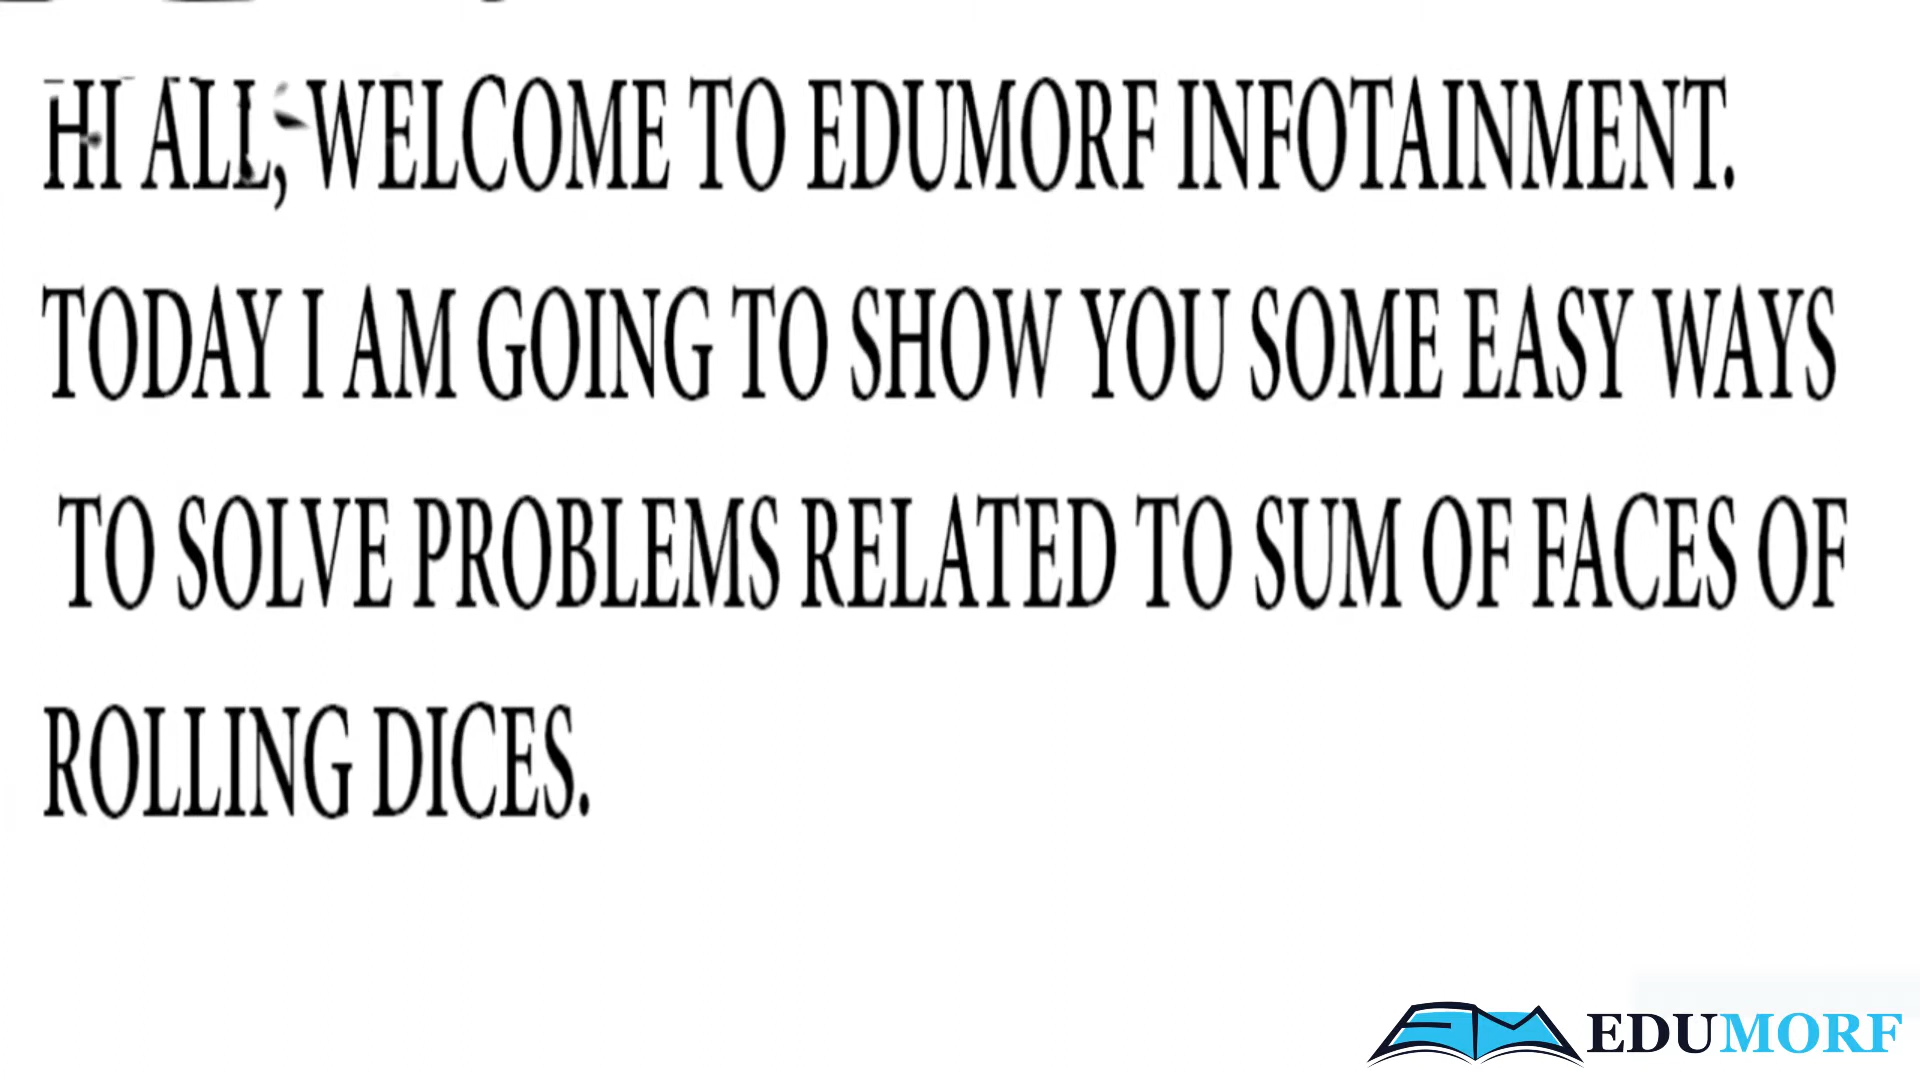 HI ALL, WELCOME TO EDUMORF INFOTAINMENT.
TODAY I AM GOING TO SHOW YOU SOME EASY WAYS
TO SOLVE PROBLEMS RELATED TO SUM OF FACES OF
ROLLING DICES.
EDUMORF